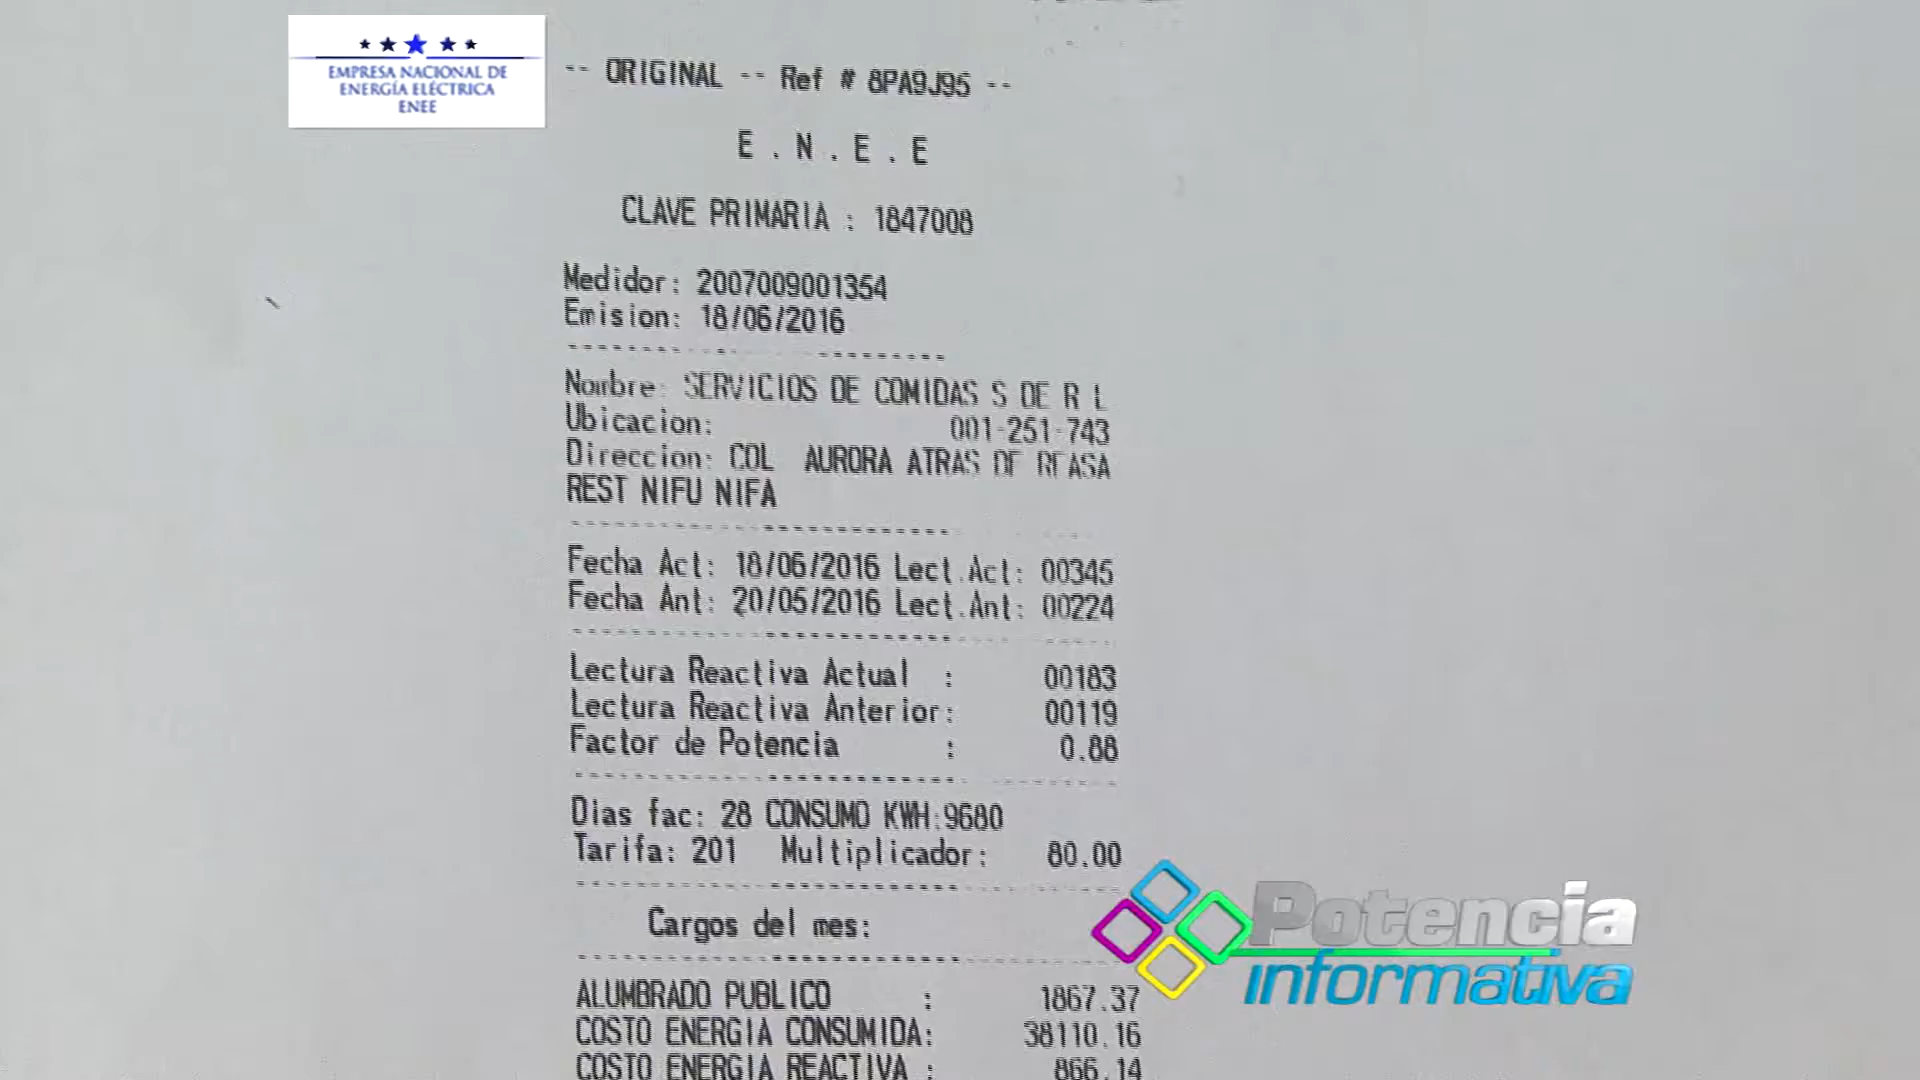 EMPRESA NACIONAL DE
ENERGÍA ELÉCTRICA
ENEE
-- ORIGINAL -- Ref # 8PA9J95 --
E . N . E . E
CLAVE PRIMARIA : 1847008
Medidor: 2007009001354
Emision: 18/06/2016
Nombre: SERVICIOS DE COMIDAS S DE R L
Ubicacion: 001-251-743
Direccion: COL AURORA ATRAS DE REASA
REST NIFU NIFA
Fecha Act: 18/06/2016 Lect.Act: 00345
Fecha Ant: 20/05/2016 Lect.Ant: 00224
Lectura Reactiva Actual : 00183
Lectura Reactiva Anterior: 00119
Factor de Potencia : 0.88
Dias fac: 28 CONSUMO KWH:9680
Tarifa: 201 Multiplicador: 80.00
Cargos del mes:
ALUMBRADO PUBLICO : 1867.37
COSTO ENERGIA CONSUMIDA: 38110.16
COSTO ENERGIA REACTIVA : 866.14
Potencia
informativa